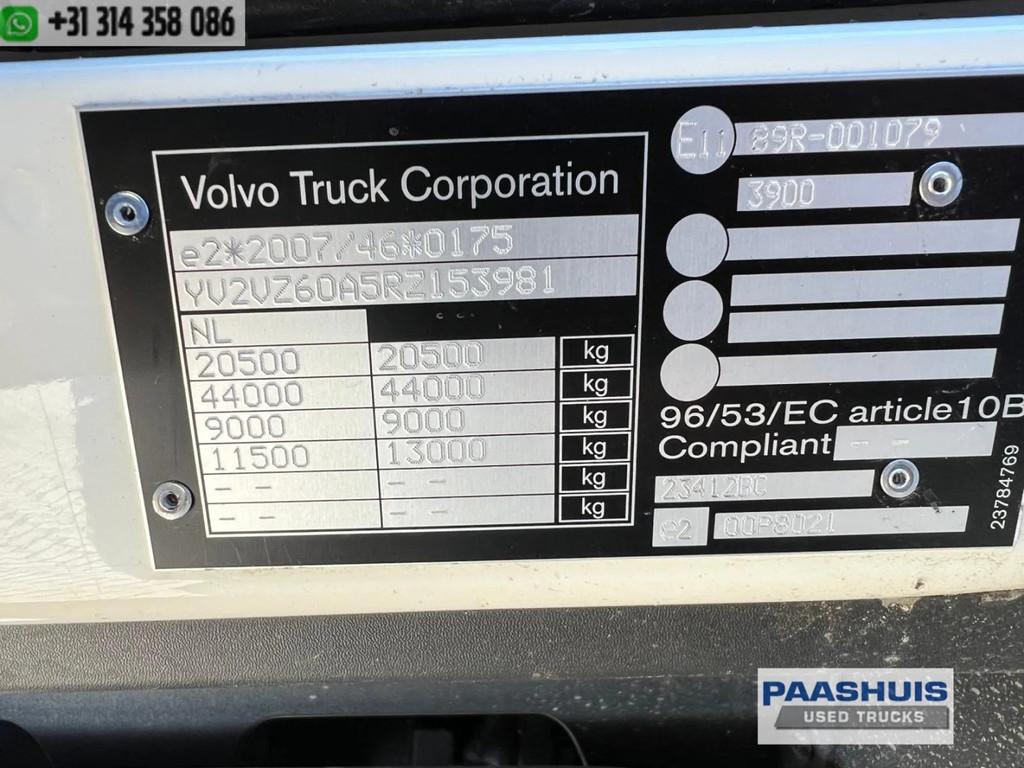 +31 314 358 086
Volvo Truck Corporation
e2*2007/46*0175
YV2VZ60A5RZ153981
NL
20500 20500 kg
44000 44000 kg
9000 9000 kg
11500 13000 kg
- - - - kg
- - - - kg
E11 89R-001079
3900
96/53/EC article10B
Compliant - -
23412BC
e2 00P8021
23784769
PAASHUIS
USED TRUCKS